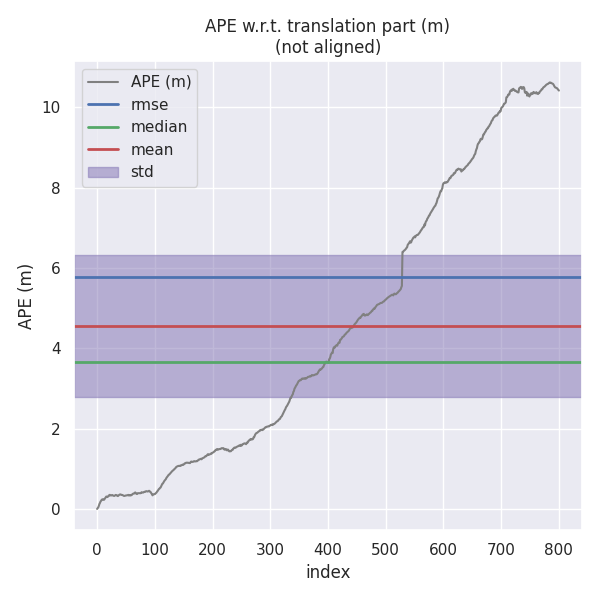 APE w.r.t. translation part (m)
(not aligned)
APE (m)
rmse
median
mean
std
APE (m)
10
8
6
4
2
0
0 100 200 300 400 500 600 700 800
index